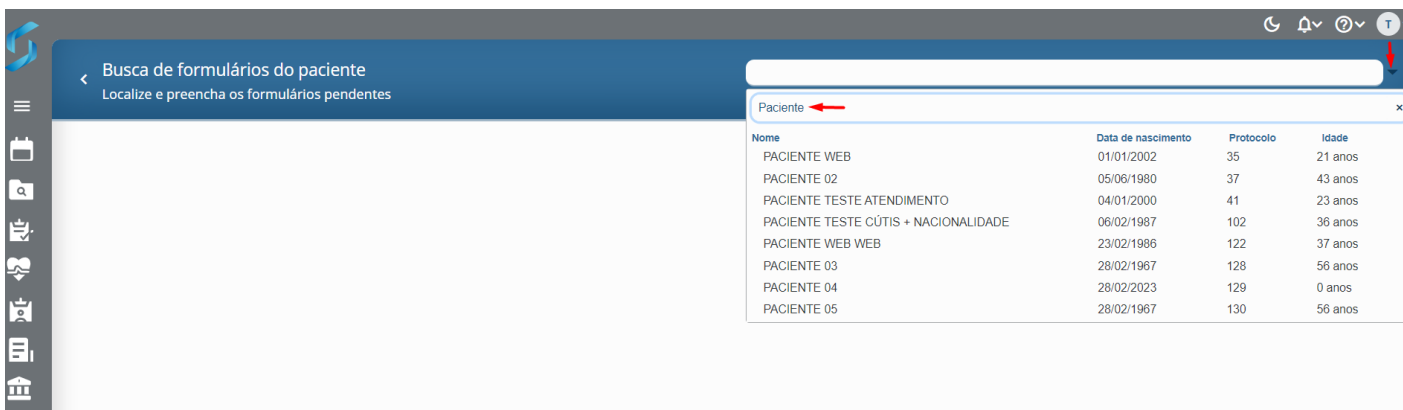 T
Busca de formulários do paciente
Localize e preencha os formulários pendentes
Paciente ×
Nome Data de nascimento Protocolo Idade
PACIENTE WEB 01/01/2002 35 21 anos
PACIENTE 02 05/06/1980 37 43 anos
PACIENTE TESTE ATENDIMENTO 04/01/2000 41 23 anos
PACIENTE TESTE CÚTIS + NACIONALIDADE 06/02/1987 102 36 anos
PACIENTE WEB WEB 23/02/1986 122 37 anos
PACIENTE 03 28/02/1967 128 56 anos
PACIENTE 04 28/02/2023 129 0 anos
PACIENTE 05 28/02/1967 130 56 anos